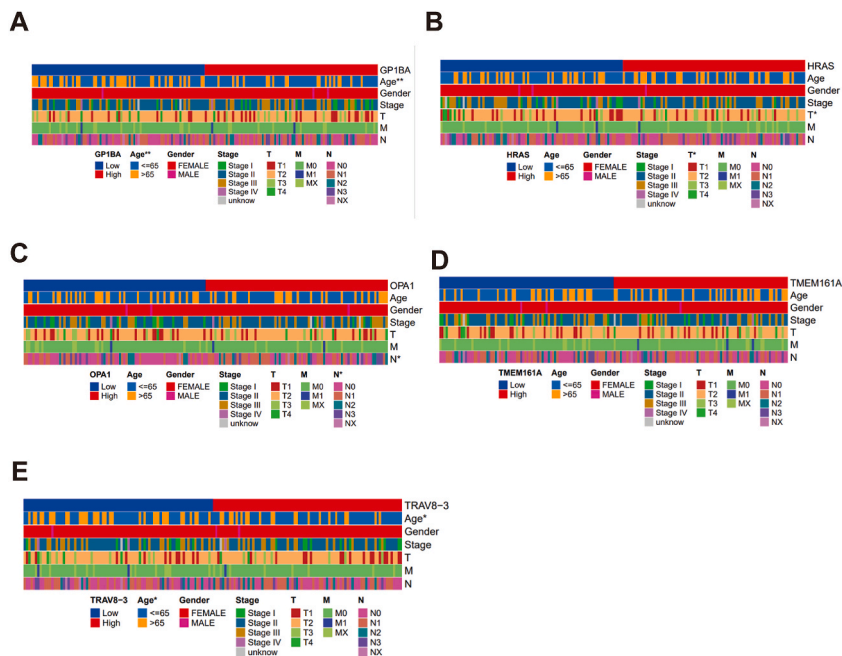 A
GP1BA
Age**
Gender
Stage
T
M
N
GP1BA Age** Gender Stage T M N
Low <=65 FEMALE Stage I T1 M0 N0
High >65 MALE Stage II T2 M1 N1
Stage III T3 MX N2
Stage IV T4 N3
unknow NX
B
HRAS
Age
Gender
Stage
T*
M
N
HRAS Age Gender Stage T* M N
Low <=65 FEMALE Stage I T1 M0 N0
High >65 MALE Stage II T2 M1 N1
Stage III T3 MX N2
Stage IV T4 N3
unknow NX
C
OPA1
Age
Gender
Stage
T
M
N*
OPA1 Age Gender Stage T M N*
Low <=65 FEMALE Stage I T1 M0 N0
High >65 MALE Stage II T2 M1 N1
Stage III T3 MX N2
Stage IV T4 N3
unknow NX
D
TMEM161A
Age
Gender
Stage
T
M
N
TMEM161A Age Gender Stage T M N
Low <=65 FEMALE Stage I T1 M0 N0
High >65 MALE Stage II T2 M1 N1
Stage III T3 MX N2
Stage IV T4 N3
unknow NX
E
TRAV8-3
Age*
Gender
Stage
T
M
N
TRAV8-3 Age* Gender Stage T M N
Low <=65 FEMALE Stage I T1 M0 N0
High >65 MALE Stage II T2 M1 N1
Stage III T3 MX N2
Stage IV T4 N3
unknow NX